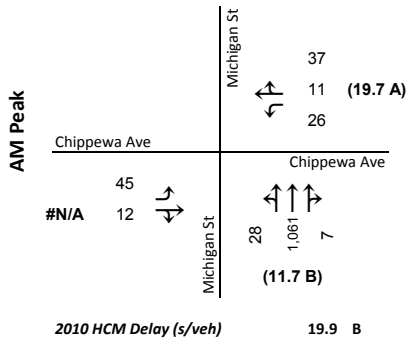 AM Peak
Michigan St
37
11 (19.7 A)
26
Chippewa Ave
Chippewa Ave
45
#N/A 12
Michigan St
28 1,061 7
(11.7 B)
2010 HCM Delay (s/veh) 19.9 B